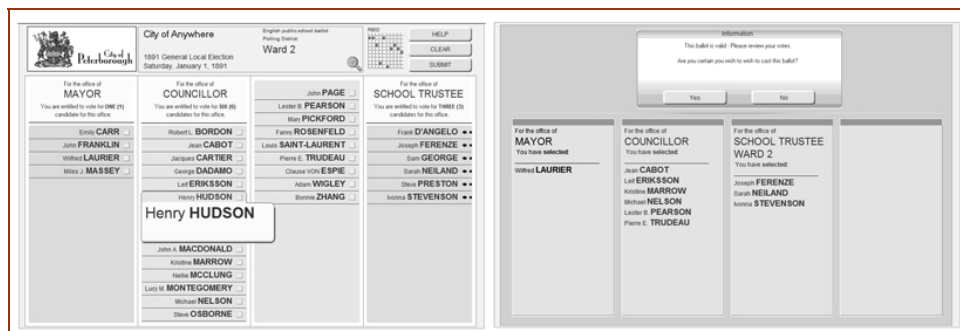 City of
Peterborough
City of Anywhere
1891 General Local Election
Saturday, January 1, 1891
English public school ballot
Polling District:
Ward 2
HELP
CLEAR
SUBMIT
For the office of
MAYOR
You are entitled to vote for ONE (1)
candidates for this office.
Emily CARR
John FRANKLIN
Wilfred LAURIER
Miles J. MASSEY
For the office of
COUNCILLOR
You are entitled to vote for SIX (6)
candidates for this office.
Robert L. BORDON
Jean CABOT
Jacques CARTIER
George DADAMO
Leif ERIKSSON
Henry HUDSON
Henry HUDSON
John A. MACDONALD
Kristine MARROW
Nellie MCCLUNG
Lucy M. MONTEGOMERY
Michael NELSON
Steve OSBORNE
John PAGE
Lester B. PEARSON
Mary PICKFORD
Fanny ROSENFELD
Louis SAINT-LAURENT
Pierre E. TRUDEAU
Clause VON ESPIE
Adam WIGLEY
Bonnie ZHANG
For the office of
SCHOOL TRUSTEE
You are entitled to vote for THREE (3)
candidates for this office.
Frank D'ANGELO
Joseph FERENZE
Sam GEORGE
Sarah NEILAND
Steve PRESTON
Ivonna STEVENSON
Information
This ballot is valid - Please review your votes.
Are you certain you wish to wish to cast this ballot?
Yes
No
For the office of
MAYOR
You have selected:
Wilfred LAURIER
For the office of
COUNCILLOR
You have selected:
Jean CABOT
Leif ERIKSSON
Kristine MARROW
Michael NELSON
Lester B. PEARSON
Pierre E. TRUDEAU
For the office of
SCHOOL TRUSTEE
WARD 2
You have selected:
Joseph FERENZE
Sarah NEILAND
Ivonna STEVENSON